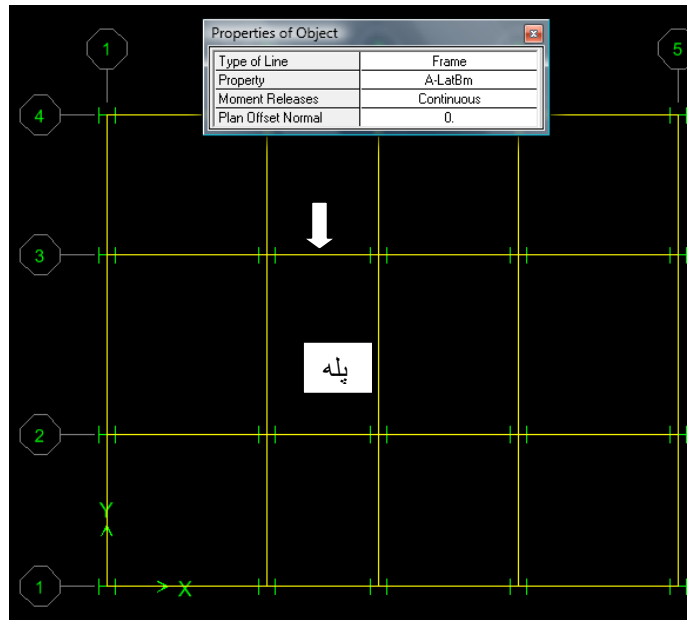 Properties of Object
Type of Line Frame
Property A-LatBm
Moment Releases Continuous
Plan Offset Normal 0.
1
5
4
3
پله
2
Y
X
1